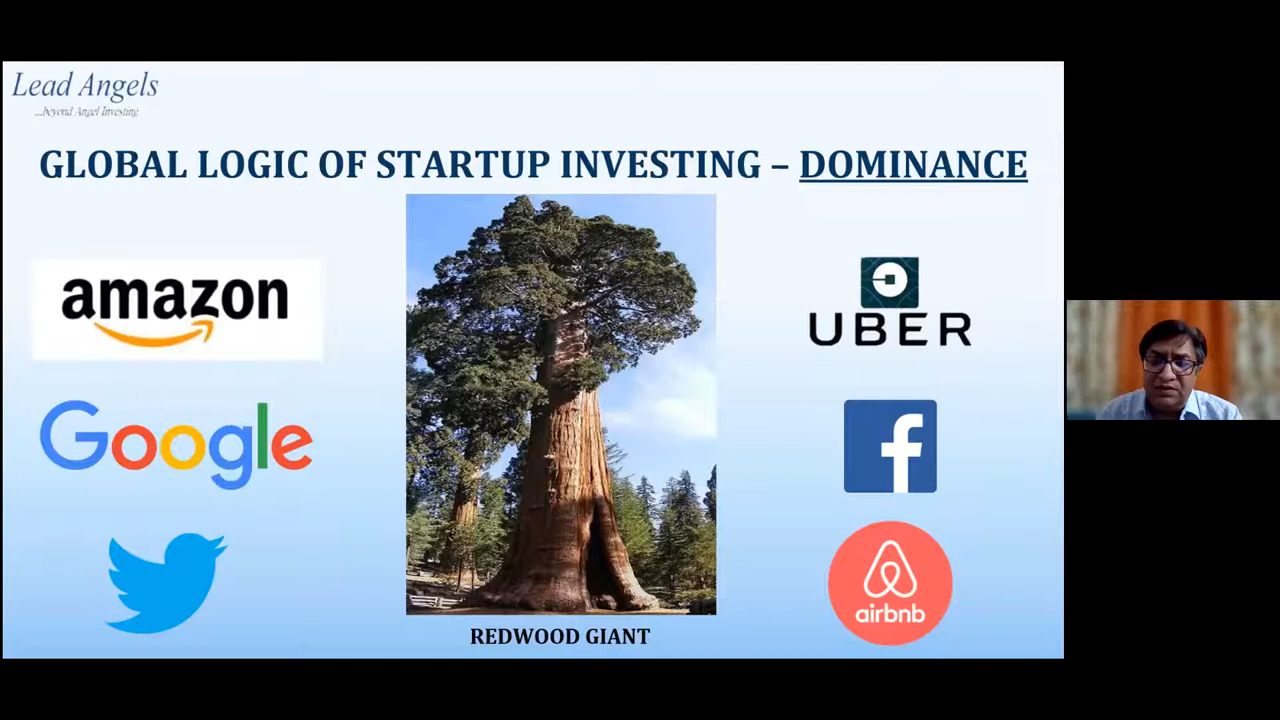 Lead Angels
...beyond Angel Investing
GLOBAL LOGIC OF STARTUP INVESTING – DOMINANCE
amazon
UBER
Google
f
airbnb
REDWOOD GIANT